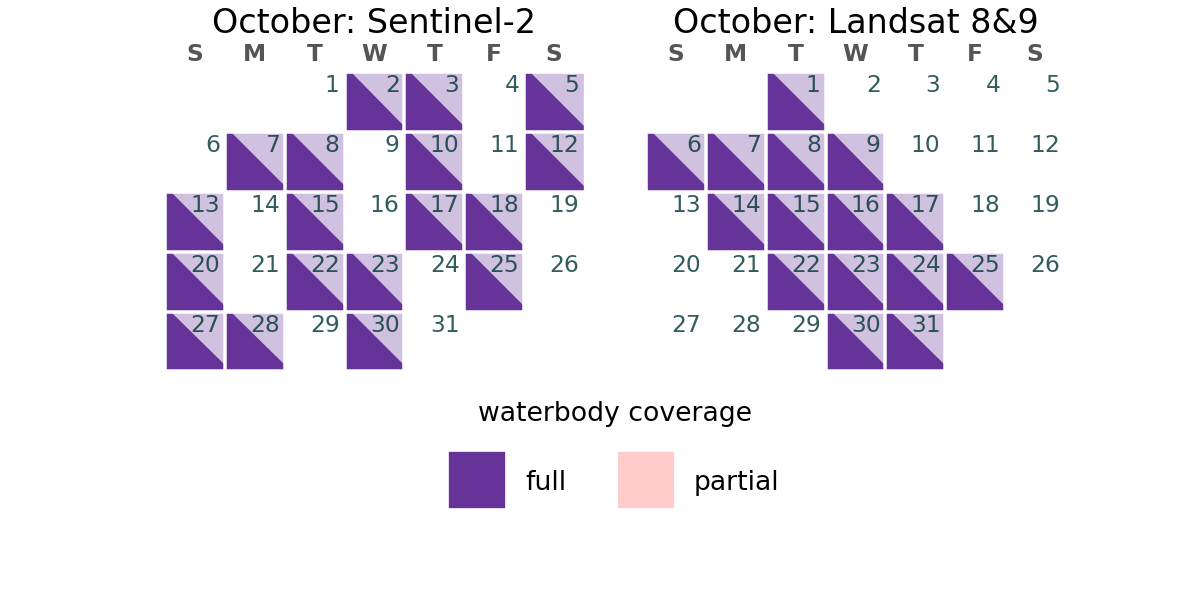 October: Sentinel-2
S M T W T F S
1 2 3 4 5
6 7 8 9 10 11 12
13 14 15 16 17 18 19
20 21 22 23 24 25 26
27 28 29 30 31
October: Landsat 8&9
S M T W T F S
1 2 3 4 5
6 7 8 9 10 11 12
13 14 15 16 17 18 19
20 21 22 23 24 25 26
27 28 29 30 31
waterbody coverage
full partial